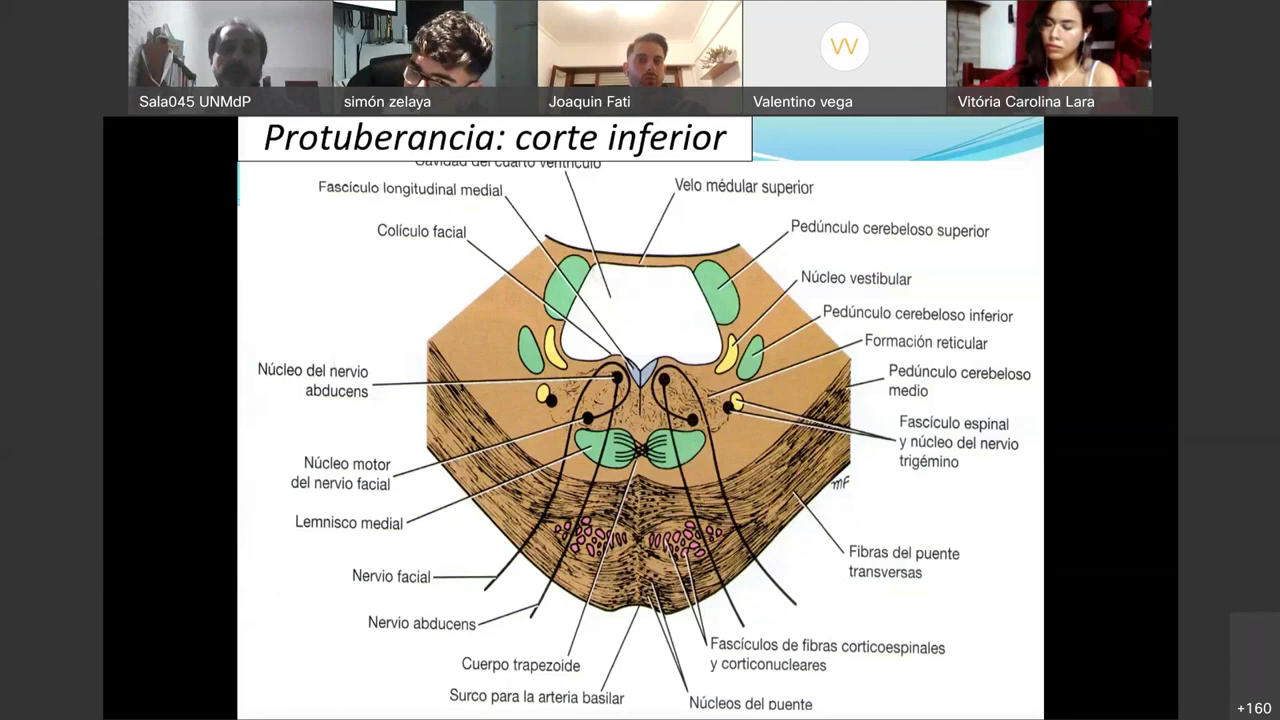 Sala045 UNMdP
simón zelaya
Joaquin Fati
Valentino vega
Vitória Carolina Lara
Protuberancia: corte inferior
Cavidad del cuarto ventrículo
Fascículo longitudinal medial
Velo médular superior
Colículo facial
Pedúnculo cerebeloso superior
Núcleo vestibular
Pedúnculo cerebeloso inferior
Formación reticular
Núcleo del nervio
abducens
Pedúnculo cerebeloso
medio
Fascículo espinal
y núcleo del nervio
trigémino
Núcleo motor
del nervio facial
Lemnisco medial
MF
Fibras del puente
transversas
Nervio facial
Nervio abducens
Fascículos de fibras corticoespinales
y corticonucleares
Cuerpo trapezoide
Surco para la arteria basilar
Núcleos del puente
+160